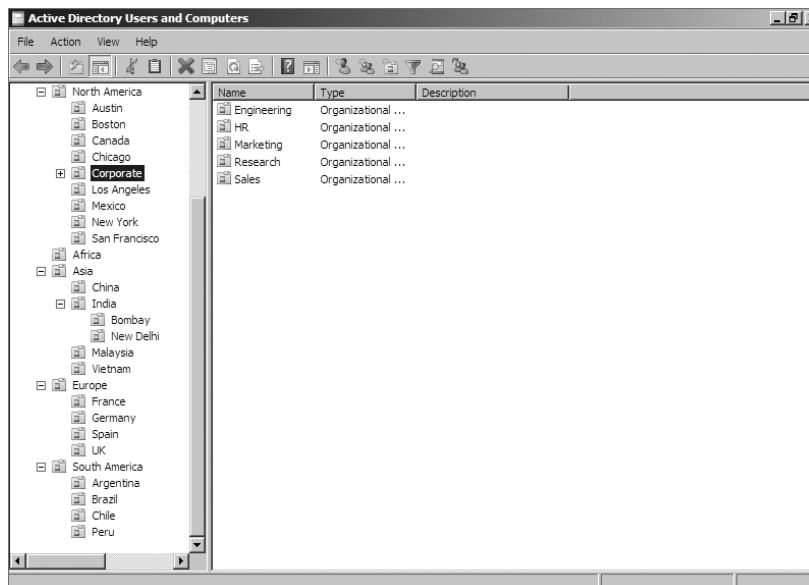 Active Directory Users and Computers
File Action View Help
North America
Austin
Boston
Canada
Chicago
Corporate
Los Angeles
Mexico
New York
San Francisco
Africa
Asia
China
India
Bombay
New Delhi
Malaysia
Vietnam
Europe
France
Germany
Spain
UK
South America
Argentina
Brazil
Chile
Peru
Name Type Description
Engineering Organizational ...
HR Organizational ...
Marketing Organizational ...
Research Organizational ...
Sales Organizational ...